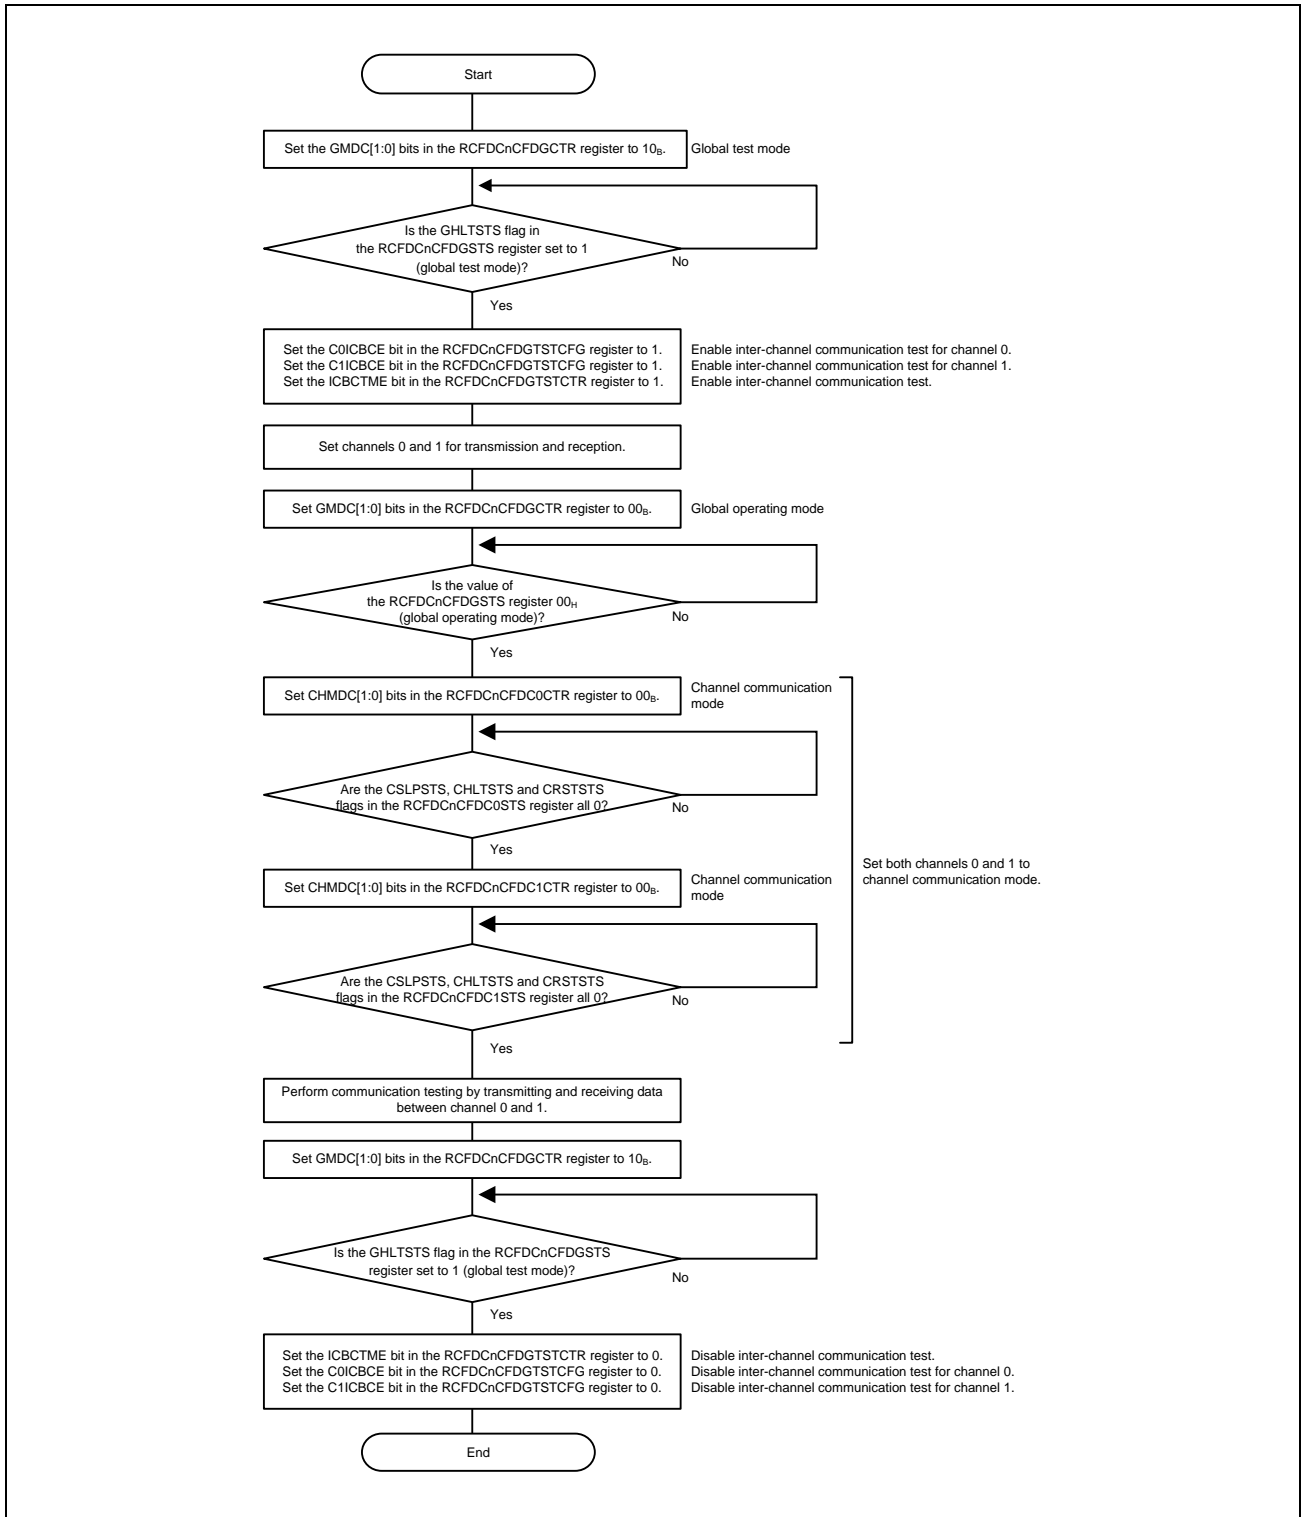 Start
Set the GMDC[1:0] bits in the RCFDCnCFDGCTR register to 10B.
Global test mode
Is the GHLTSTS flag in
the RCFDCnCFDGSTS register set to 1
(global test mode)?
No
Yes
Set the C0ICBCE bit in the RCFDCnCFDGTSTCFG register to 1.
Set the C1ICBCE bit in the RCFDCnCFDGTSTCFG register to 1.
Set the ICBCTME bit in the RCFDCnCFDGTSTCTR register to 1.
Enable inter-channel communication test for channel 0.
Enable inter-channel communication test for channel 1.
Enable inter-channel communication test.
Set channels 0 and 1 for transmission and reception.
Set GMDC[1:0] bits in the RCFDCnCFDGCTR register to 00B.
Global operating mode
Is the value of
the RCFDCnCFDGSTS register 00H
(global operating mode)?
No
Yes
Set CHMDC[1:0] bits in the RCFDCnCFDC0CTR register to 00B.
Channel communication
mode
Are the CSLPSTS, CHLTSTS and CRSTSTS
flags in the RCFDCnCFDC0STS register all 0?
No
Yes
Set CHMDC[1:0] bits in the RCFDCnCFDC1CTR register to 00B.
Channel communication
mode
Set both channels 0 and 1 to
channel communication mode.
Are the CSLPSTS, CHLTSTS and CRSTSTS
flags in the RCFDCnCFDC1STS register all 0?
No
Yes
Perform communication testing by transmitting and receiving data
between channel 0 and 1.
Set GMDC[1:0] bits in the RCFDCnCFDGCTR register to 10B.
Is the GHLTSTS flag in the RCFDCnCFDGSTS
register set to 1 (global test mode)?
No
Yes
Set the ICBCTME bit in the RCFDCnCFDGTSTCTR register to 0.
Set the C0ICBCE bit in the RCFDCnCFDGTSTCFG register to 0.
Set the C1ICBCE bit in the RCFDCnCFDGTSTCFG register to 0.
Disable inter-channel communication test.
Disable inter-channel communication test for channel 0.
Disable inter-channel communication test for channel 1.
End